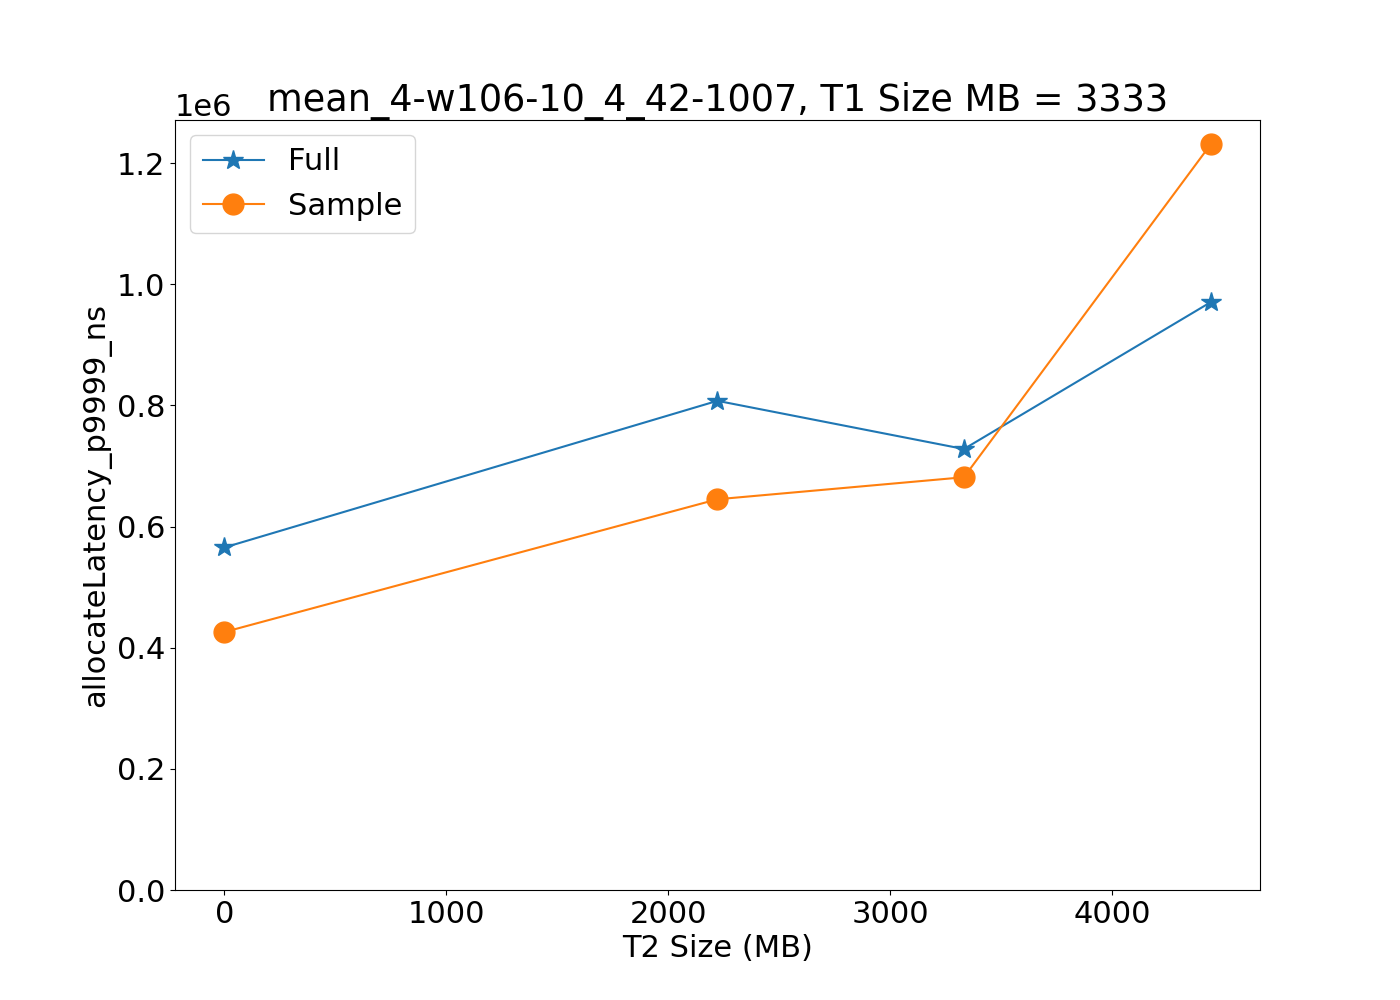 1e6
mean_4-w106-10_4_42-1007, T1 Size MB = 3333
Full
Sample
allocateLatency_p9999_ns
1.2
1.0
0.8
0.6
0.4
0.2
0.0
0 1000 2000 3000 4000
T2 Size (MB)